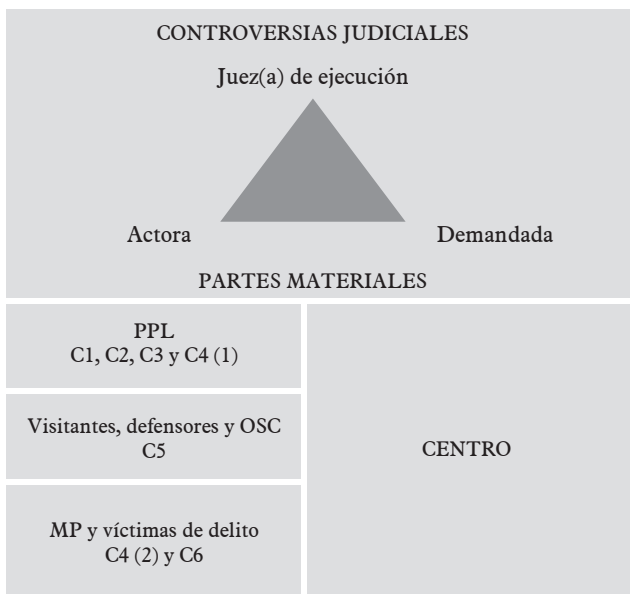 CONTROVERSIAS JUDICIALES
Juez(a) de ejecución
Actora
Demandada
PARTES MATERIALES
PPL
C1, C2, C3 y C4 (1)
Visitantes, defensores y OSC
C5
MP y víctimas de delito
C4 (2) y C6
CENTRO